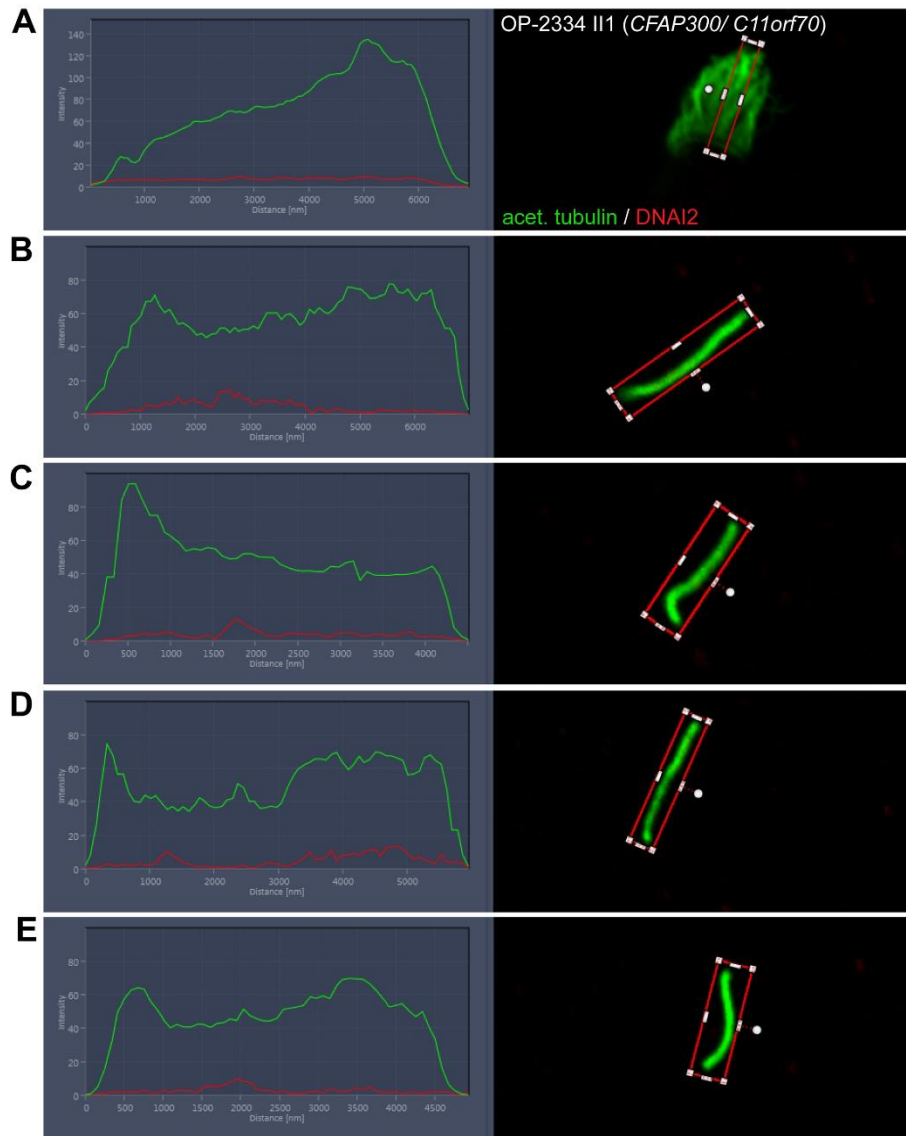 A
OP-2334 II1 (CFAP300/ C11orf70)
Intensity
140
120
100
80
60
40
20
0
1000 2000 3000 4000 5000 6000
Distance [nm]
acet. tubulin / DNAI2
B
Intensity
80
60
40
20
0
0 1000 2000 3000 4000 5000 6000
Distance [nm]
C
Intensity
80
60
40
20
0
0 500 1000 1500 2000 2500 3000 3500 4000
Distance [nm]
D
Intensity
80
60
40
20
0
0 1000 2000 3000 4000 5000
Distance [nm]
E
Intensity
80
60
40
20
0
0 500 1000 1500 2000 2500 3000 3500 4000 4500
Distance [nm]